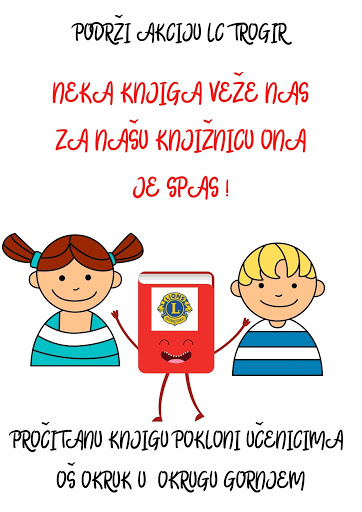 PODRŽI AKCIJU LC TROGIR
NEKA KNJIGA VEŽE NAS
ZA NAŠU KNJIŽNICU ONA
JE SPAS !
LIONS
L
PROČITANU KNJIGU POKLONI UČENICIMA
OŠ OKRUK U OKRUGU GORNJEM